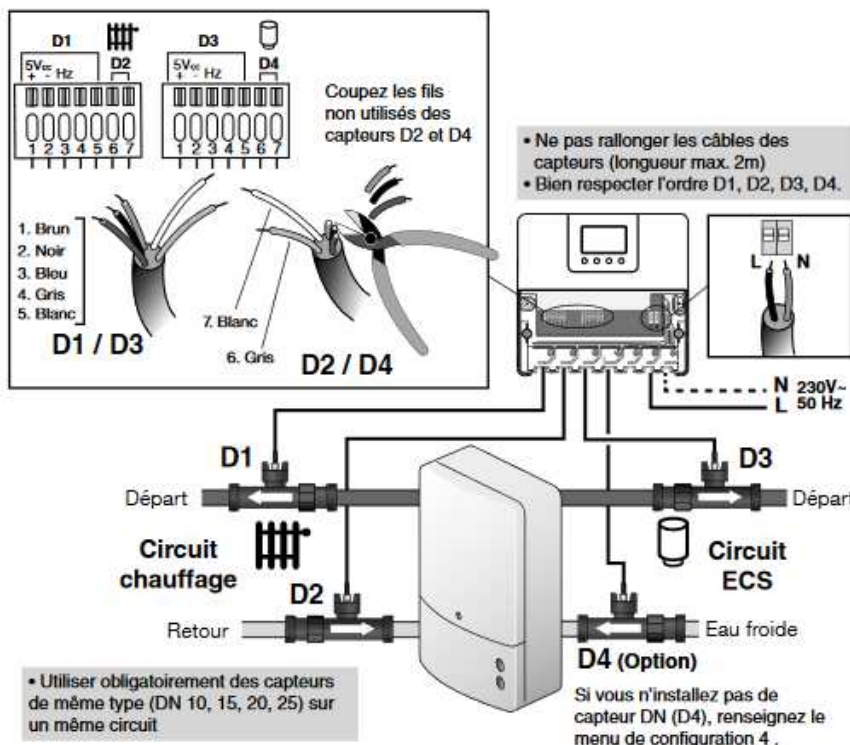 D1
D2
5Vcc
+ - Hz
1 2 3 4 5 6 7
D3
D4
5Vcc
+ - Hz
1 2 3 4 5 6 7
Coupez les fils
non utilisés des
capteurs D2 et D4
1. Brun
2. Noir
3. Bleu
4. Gris
5. Blanc
D1 / D3
7. Blanc
6. Gris
D2 / D4
• Ne pas rallonger les câbles des
capteurs (longueur max. 2m)
• Bien respecter l'ordre D1, D2, D3, D4.
L N
N 230V~
L 50 Hz
D1
Départ
D3
Départ
Circuit
chauffage
Circuit
ECS
D2
Retour
Eau froide
D4 (Option)
• Utiliser obligatoirement des capteurs
de même type (DN 10, 15, 20, 25) sur
un même circuit
Si vous n'installez pas de
capteur DN (D4), renseignez le
menu de configuration 4 .